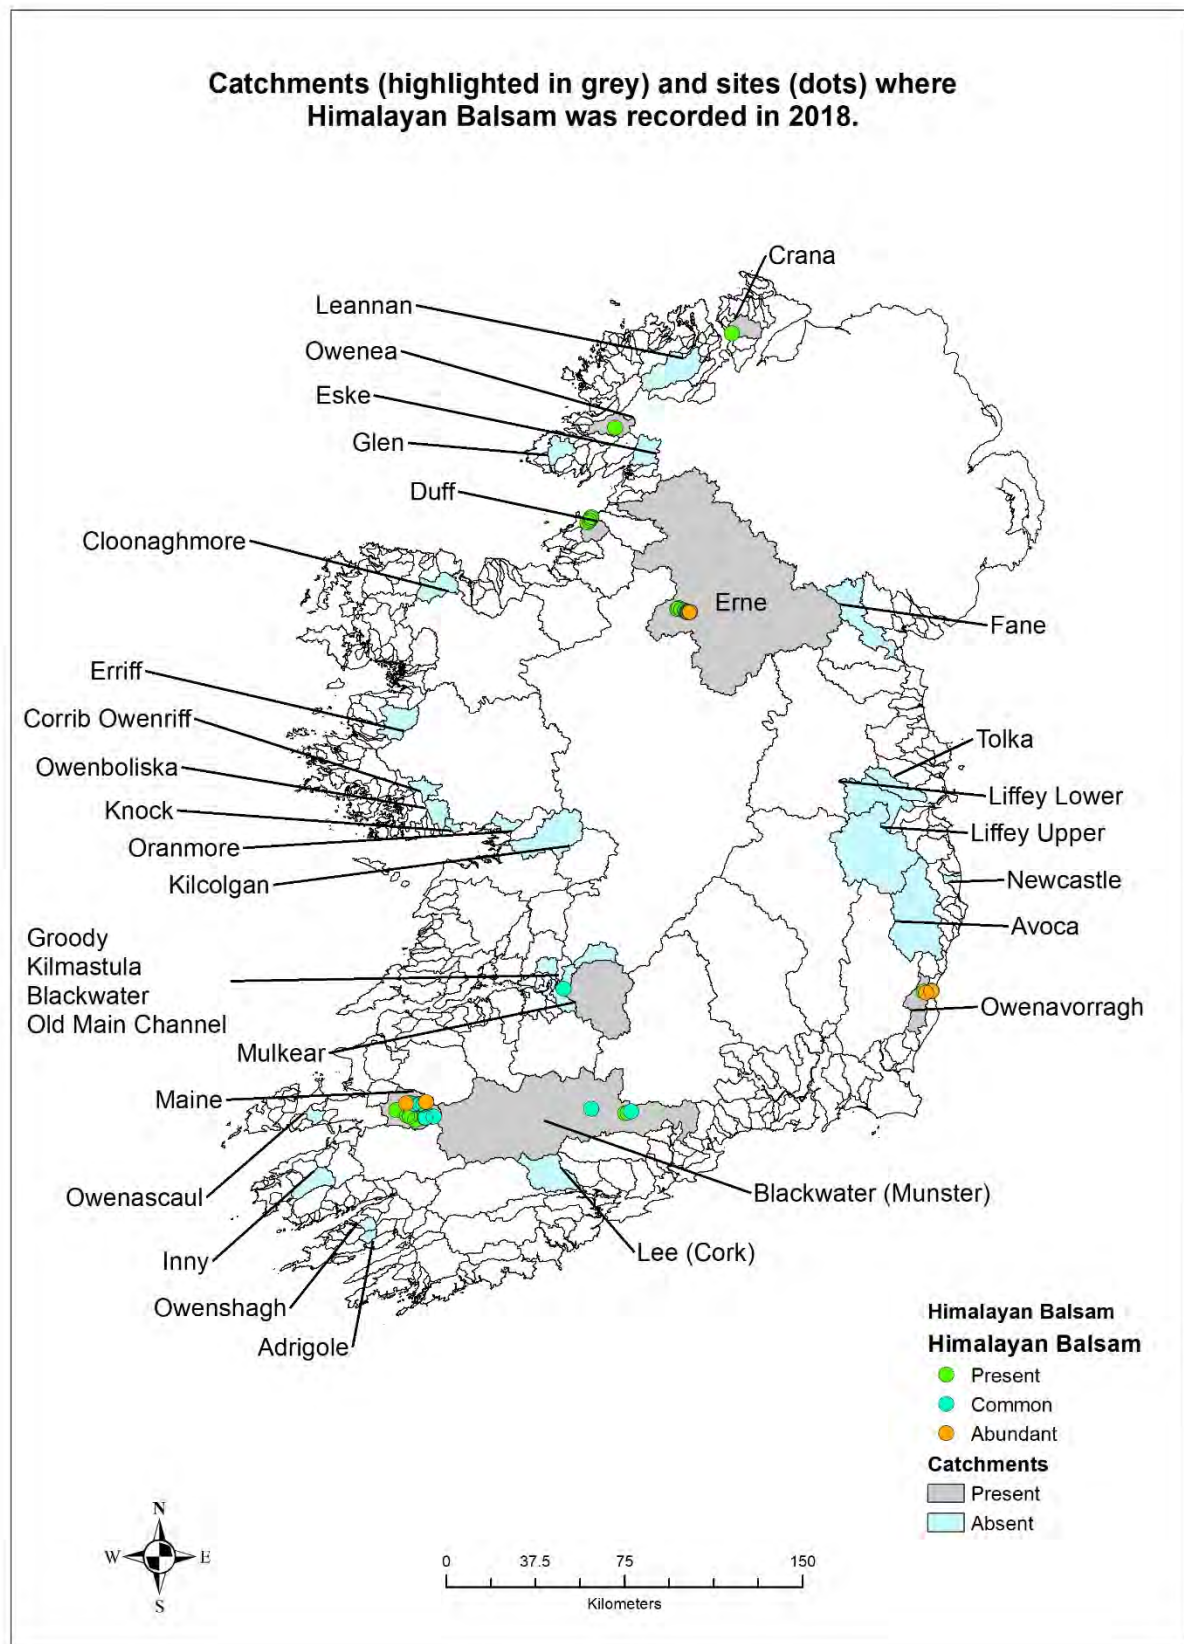 Catchments (highlighted in grey) and sites (dots) where
Himalayan Balsam was recorded in 2018.
Crana
Leannan
Owenea
Eske
Glen
Duff
Cloonaghmore
Erne
Fane
Erriff
Corrib Owenriff
Tolka
Owenboliska
Liffey Lower
Knock
Liffey Upper
Oranmore
Kilcolgan
Newcastle
Avoca
Groody
Kilmastula
Blackwater
Old Main Channel
Owenavorragh
Mulkear
Maine
Owenascaul
Blackwater (Munster)
Inny
Lee (Cork)
Owenshagh
Adrigole
Himalayan Balsam
Himalayan Balsam
Present
Common
Abundant
Catchments
Present
Absent
N
W E
S
0 37.5 75 150
Kilometers